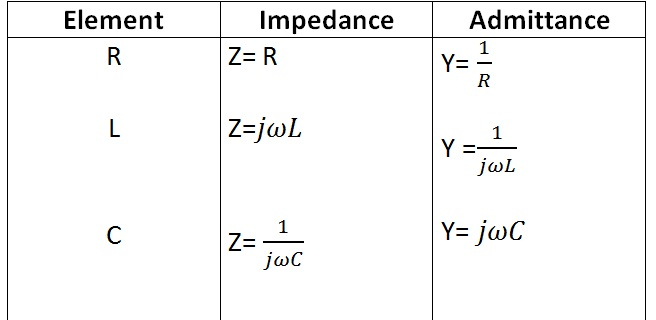 Element Impedance Admittance
R Z= R Y= 1/R
L Z=jωL Y =1/jωL
C Z= 1/jωC Y= jωC